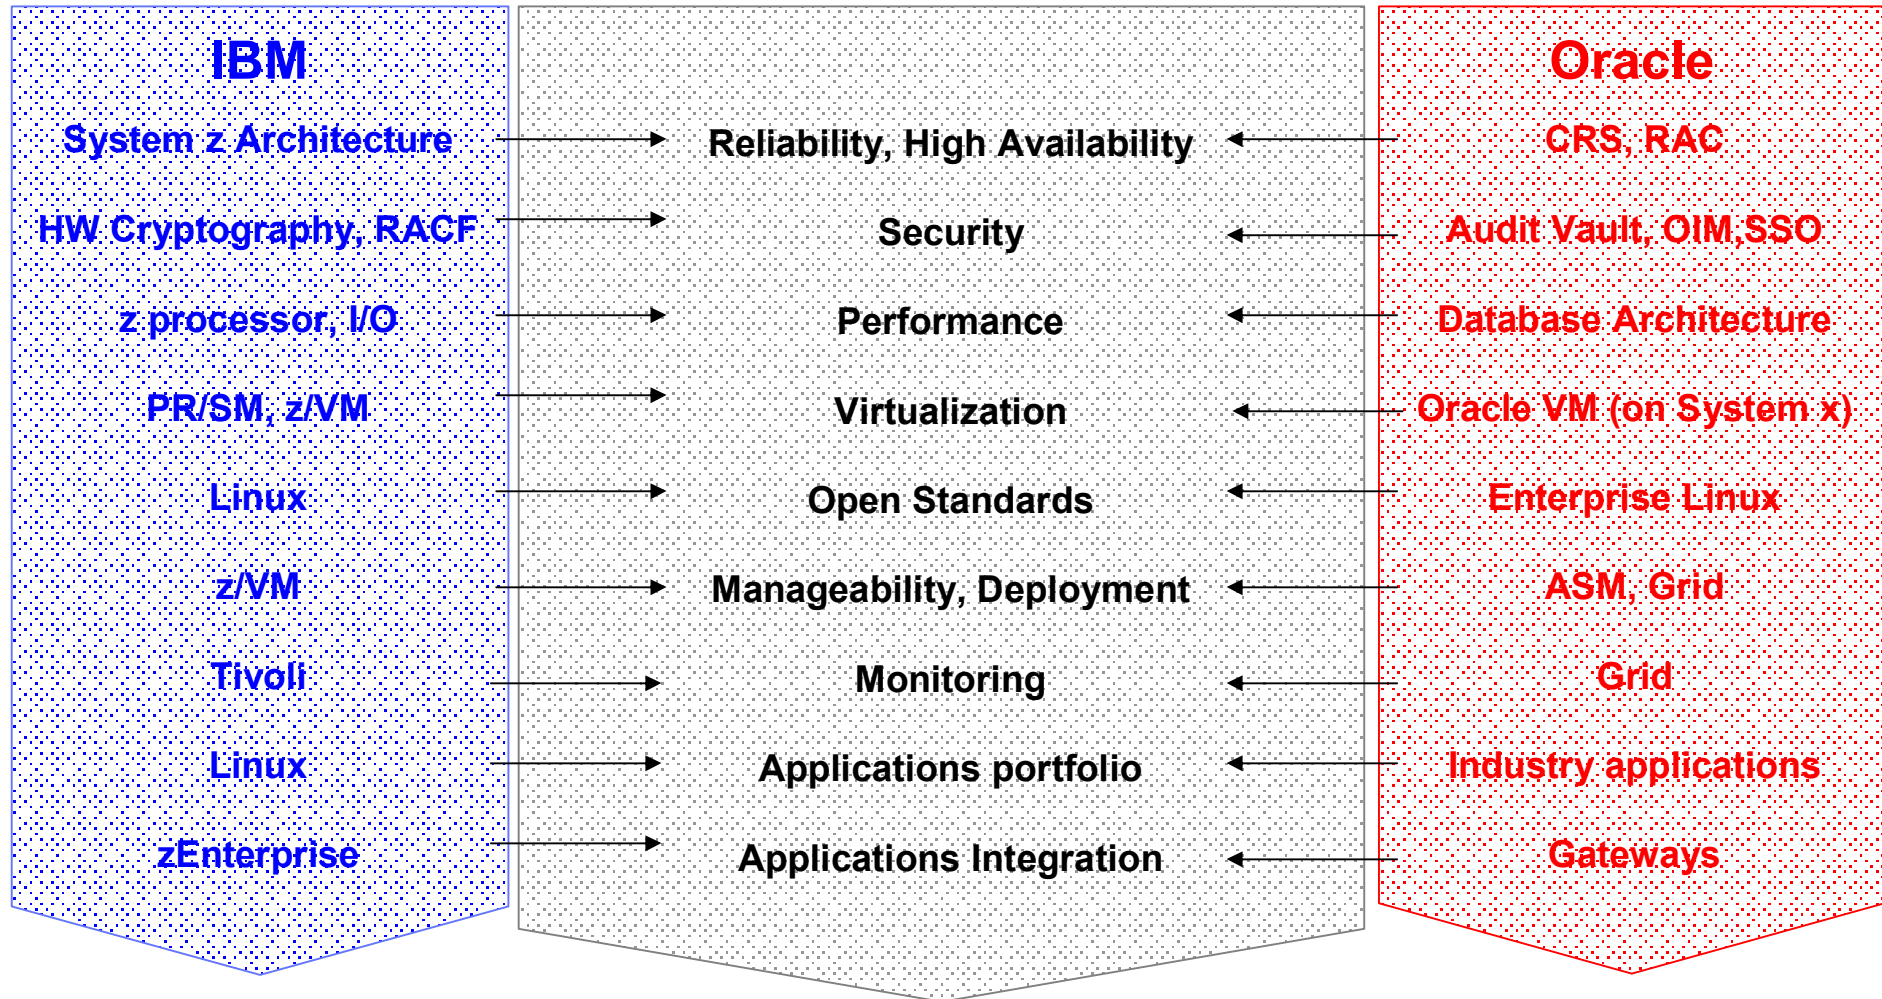 IBM
Oracle
System z Architecture
Reliability, High Availability
CRS, RAC
HW Cryptography, RACF
Security
Audit Vault, OIM,SSO
z processor, I/O
Performance
Database Architecture
PR/SM, z/VM
Virtualization
Oracle VM (on System x)
Linux
Open Standards
Enterprise Linux
z/VM
Manageability, Deployment
ASM, Grid
Tivoli
Monitoring
Grid
Linux
Applications portfolio
Industry applications
zEnterprise
Applications Integration
Gateways